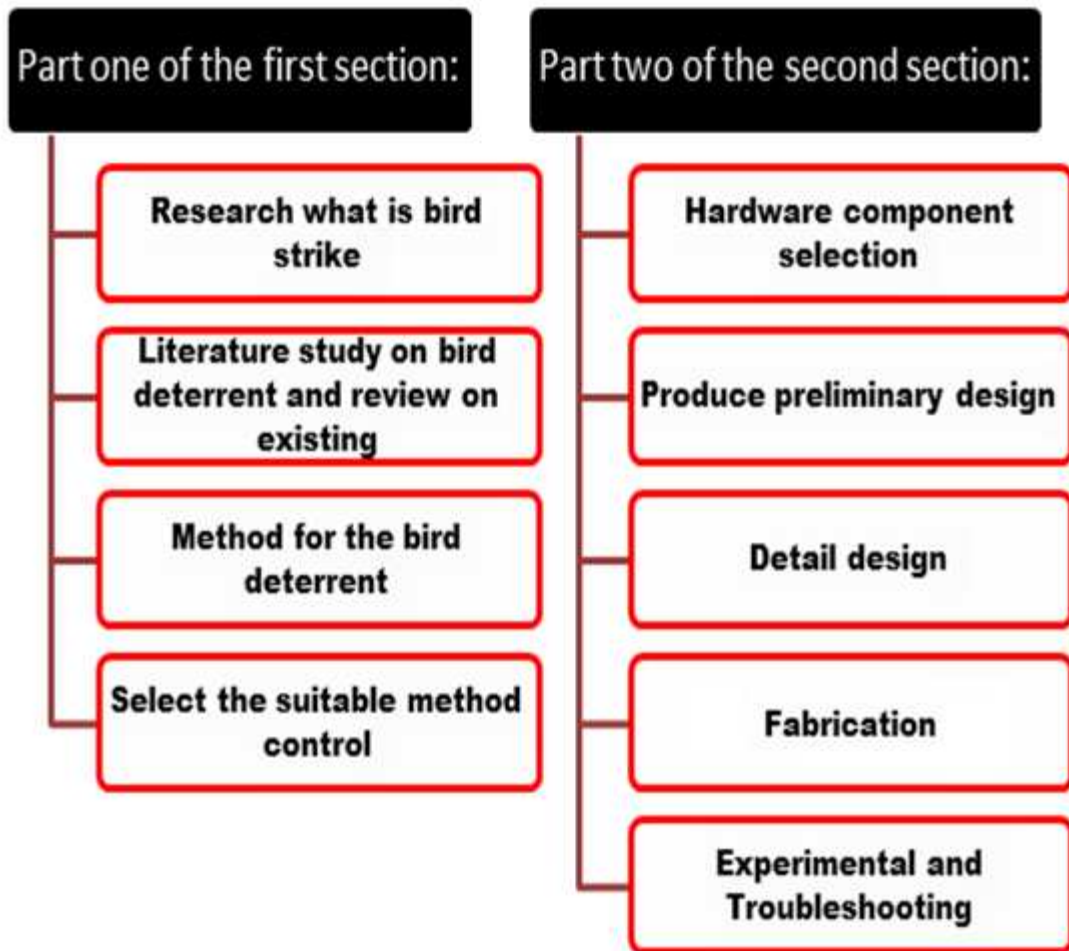 Part one of the first section:
Research what is bird
strike
Literature study on bird
deterrent and review on
existing
Method for the bird
deterrent
Select the suitable method
control
Part two of the second section:
Hardware component
selection
Produce preliminary design
Detail design
Fabrication
Experimental and
Troubleshooting